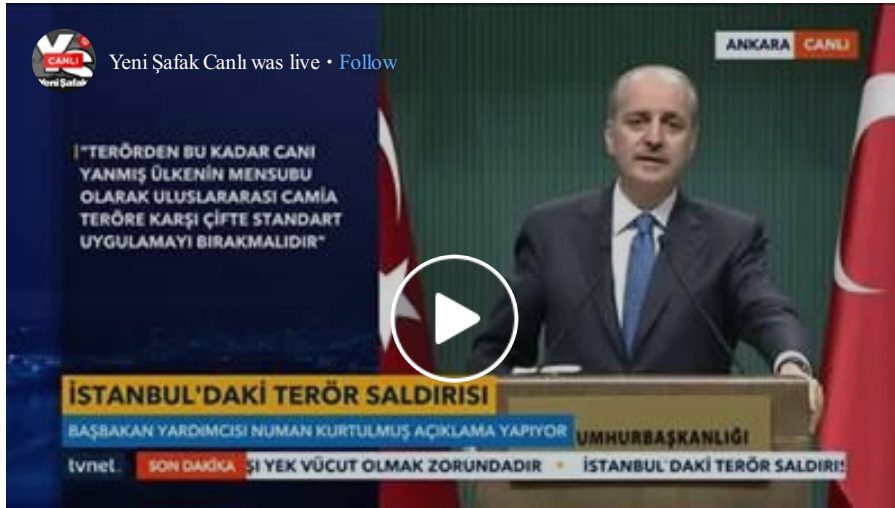 ANKARA CANLI
CANLI
Yeni Şafak
Yeni Şafak Canlı was live · Follow
"TERÖRDEN BU KADAR CANI
YANMIŞ ÜLKENİN MENSUBU
OLARAK ULUSLARARASI CAMİA
TERÖRE KARŞI ÇİFTE STANDART
UYGULAMAYI BIRAKMALIDIR"
İSTANBUL'DAKİ TERÖR SALDIRISI
BAŞBAKAN YARDIMCISI NUMAN KURTULMUŞ AÇIKLAMA YAPIYOR
UMHURBAŞKANLIĞI
tvnet SON DAKİKA ŞI YEK VÜCUT OLMAK ZORUNDADIR • İSTANBUL'DAKİ TERÖR SALDIRIS